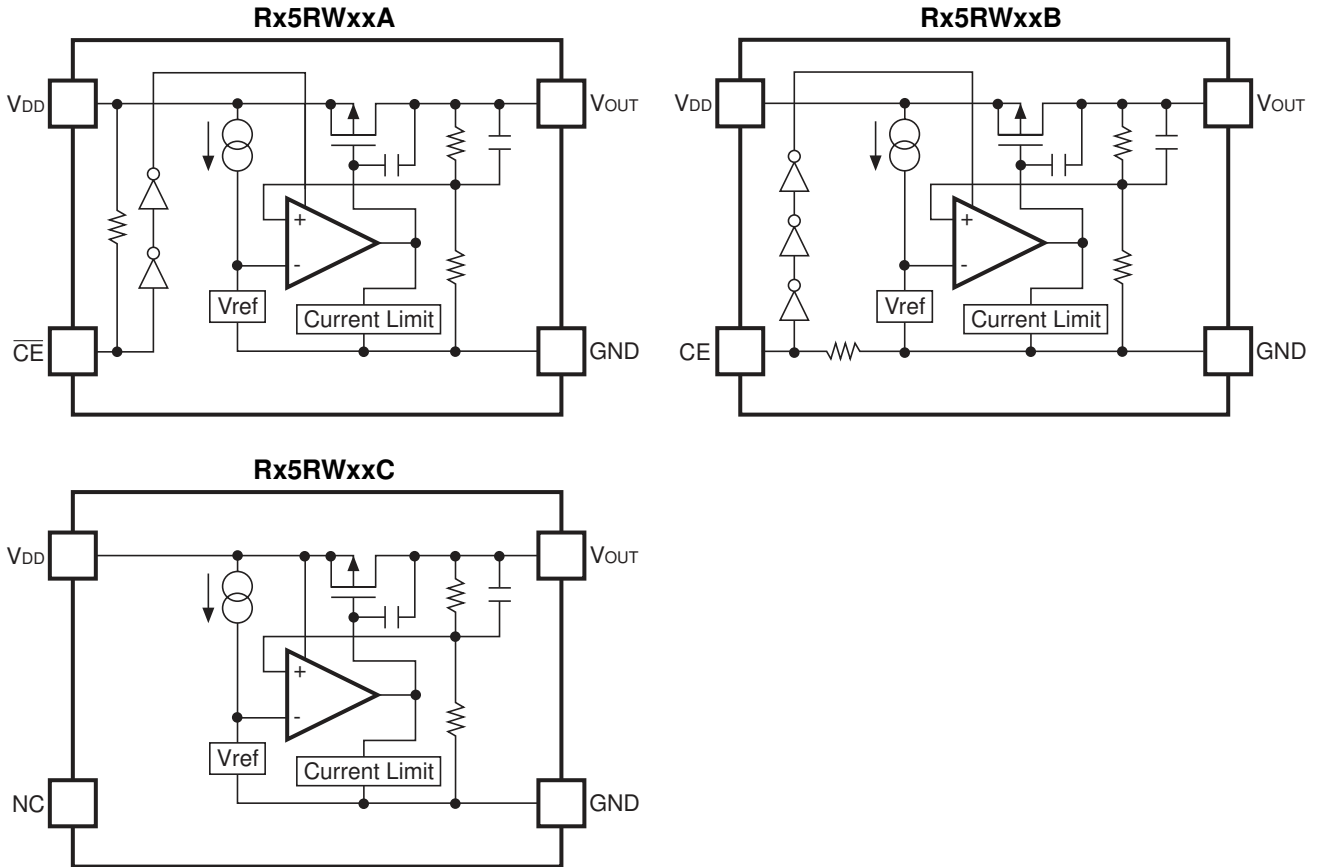 Rx5RWxxA
VDD
VOUT
+
-
Vref
Current Limit
C̅E̅
GND
Rx5RWxxB
VDD
VOUT
+
-
Vref
Current Limit
CE
GND
Rx5RWxxC
VDD
VOUT
+
-
Vref
Current Limit
NC
GND